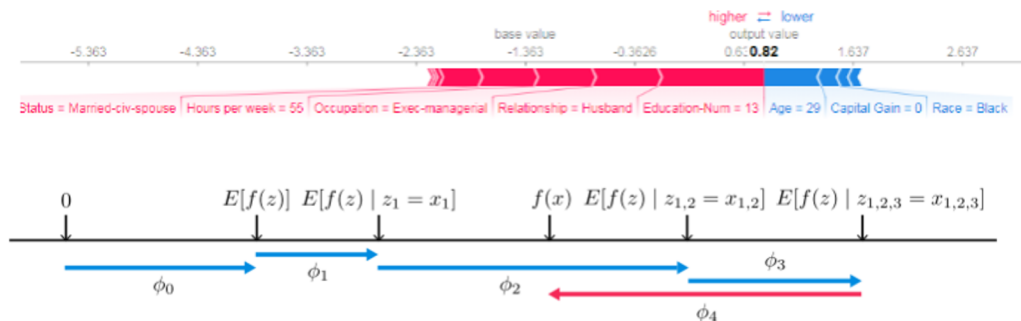 higher ⇄ lower
base value output value
-5.363 -4.363 -3.363 -2.363 -1.363 -0.3626 0.63 0.82 1.637 2.637
Status = Married-civ-spouse Hours per week = 55 Occupation = Exec-managerial Relationship = Husband Education-Num = 13 Age = 29 Capital Gain = 0 Race = Black
0 E[f(z)] E[f(z) | z₁ = x₁] f(x) E[f(z) | z₁,₂ = x₁,₂] E[f(z) | z₁,₂,₃ = x₁,₂,₃]
ϕ₀ ϕ₁ ϕ₂ ϕ₃
ϕ₄